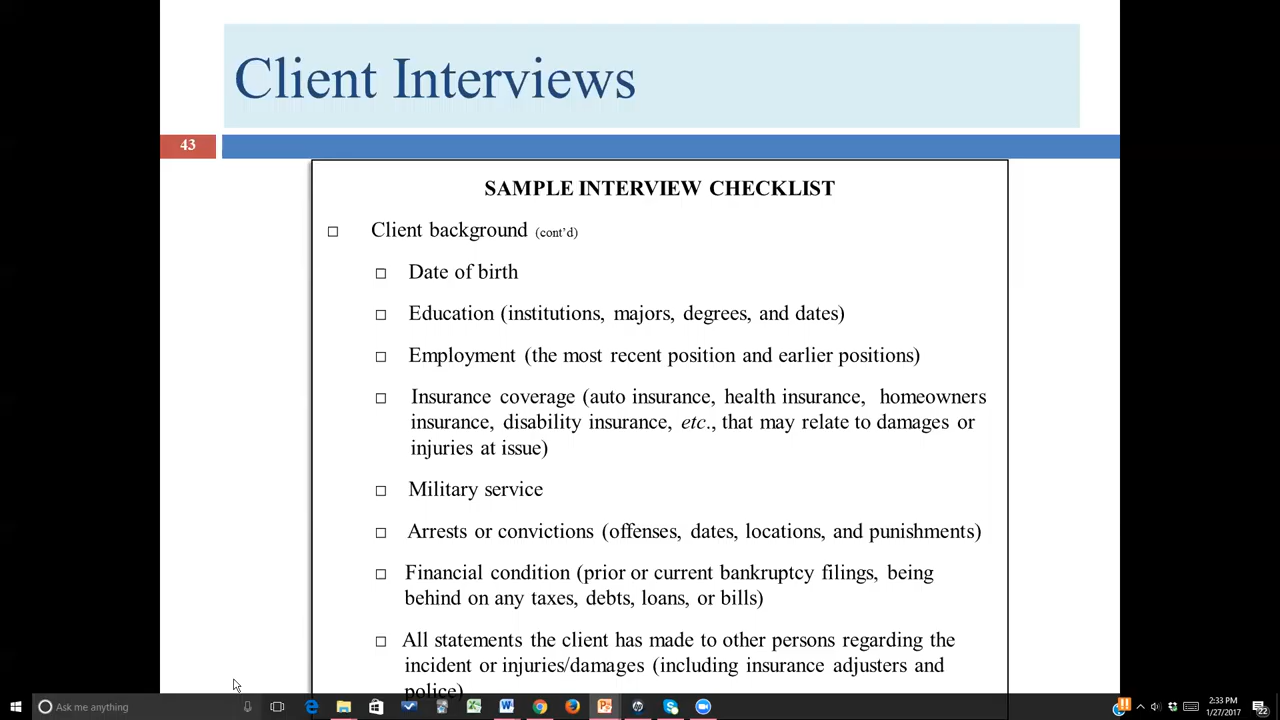 Client Interviews
43
SAMPLE INTERVIEW CHECKLIST
Client background (cont'd)
Date of birth
Education (institutions, majors, degrees, and dates)
Employment (the most recent position and earlier positions)
Insurance coverage (auto insurance, health insurance, homeowners
insurance, disability insurance, etc., that may relate to damages or
injuries at issue)
Military service
Arrests or convictions (offenses, dates, locations, and punishments)
Financial condition (prior or current bankruptcy filings, being
behind on any taxes, debts, loans, or bills)
All statements the client has made to other persons regarding the
incident or injuries/damages (including insurance adjusters and
police)
Ask me anything
2:33 PM
1/27/2017
22